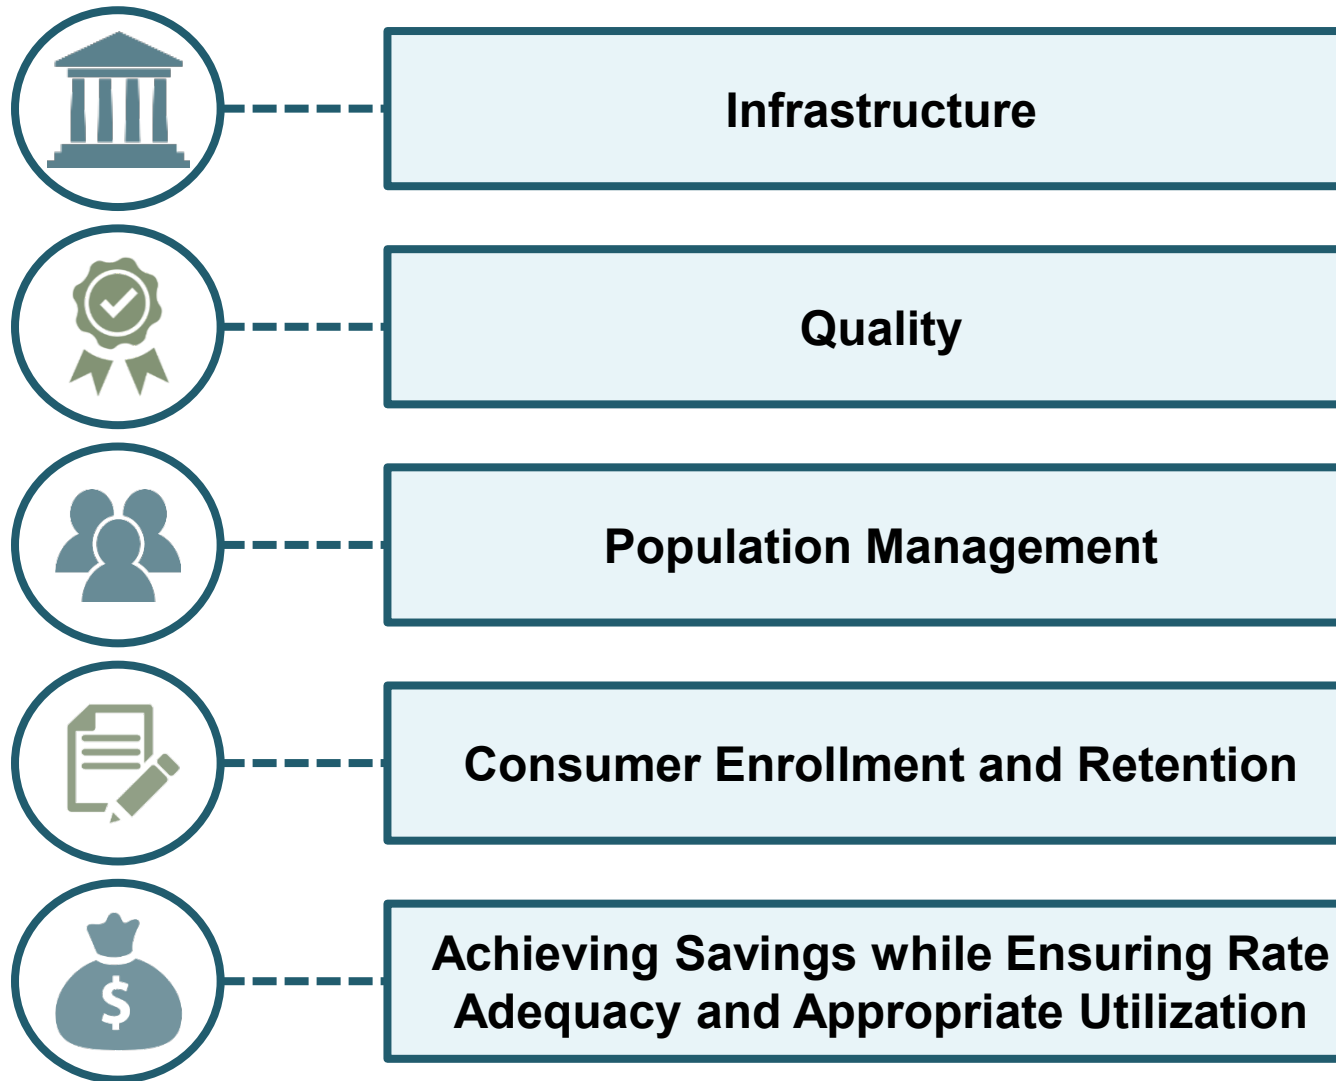 Infrastructure
Quality
Population Management
$
Consumer Enrollment and Retention
Achieving Savings while Ensuring Rate
Adequacy and Appropriate Utilization